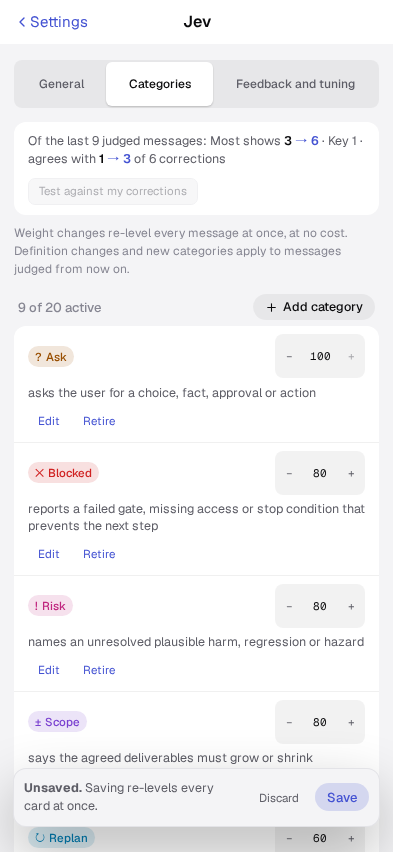 Settings
Jev
General
Categories
Feedback and tuning
Of the last 9 judged messages: Most shows 3 → 6 · Key 1 ·
agrees with 1 → 3 of 6 corrections
Test against my corrections
Weight changes re-level every message at once, at no cost.
Definition changes and new categories apply to messages
judged from now on.
9 of 20 active
+ Add category
? Ask
− 100 +
asks the user for a choice, fact, approval or action
Edit
Retire
Blocked
− 80 +
reports a failed gate, missing access or stop condition that
prevents the next step
Edit
Retire
! Risk
− 80 +
names an unresolved plausible harm, regression or hazard
Edit
Retire
± Scope
− 80 +
says the agreed deliverables must grow or shrink
Unsaved. Saving re-levels every
card at once.
Discard
Save
Replan
− 60 +